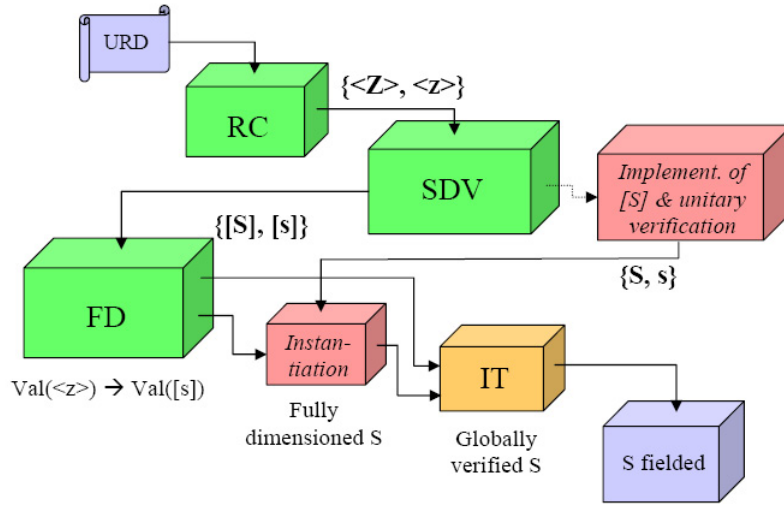 URD
{<Z>, <z>}
RC
SDV
Implement. of
[S] & unitary
verification
{[S], [s]}
{S, s}
FD
Instan-
tiation
IT
Val(<z>) → Val([s])
Fully
dimensioned S
Globally
verified S
S fielded